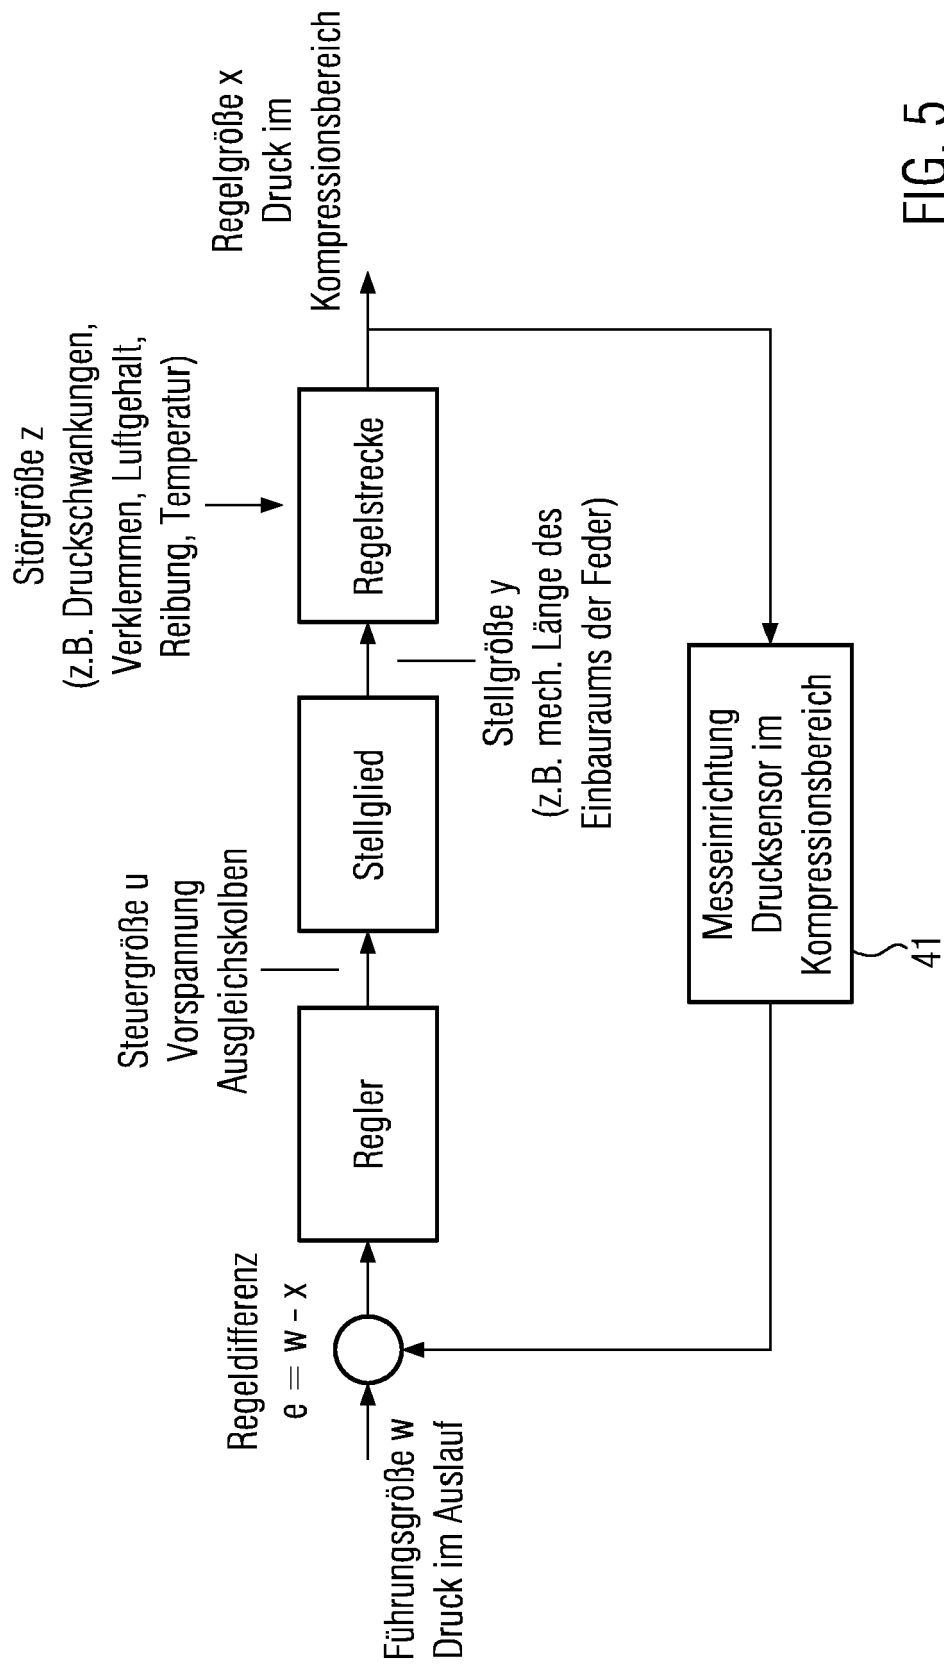 Störgröße z
(z.B. Druckschwankungen,
Verklemmen, Luftgehalt,
Reibung, Temperatur)
Regelgröße x
Druck im
Kompressionsbereich
Steuergröße u
Vorspannung
Ausgleichskolben
Regeldifferenz
e = w - x
Führungsgröße w
Druck im Auslauf
Regler
Stellglied
Regelstrecke
Stellgröße y
(z.B. mech. Länge des
Einbauraums der Feder)
Messeinrichtung
Drucksensor im
Kompressionsbereich
41
FIG. 5